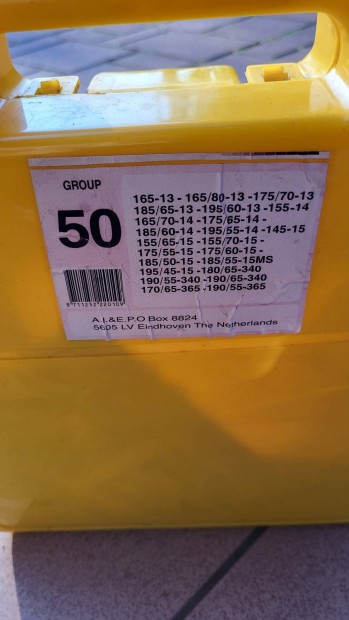 GROUP
50
165-13 - 165/80-13 -175/70-13
185/65-13 -195/60-13 -155-14
165/70-14 -175/65-14 -
185/60-14 -195/55-14 -145-15
155/65-15 -155/70-15 -
175/55-15 -175/60-15 -
185/50-15 -185/55-15MS
195/45-15 -180/65-340
190/55-340 -190/65-340
170/65-365 -190/55-365
8711212220109
A.I.&E.P.O Box 8824
5605 LV Eindhoven The Netherlands